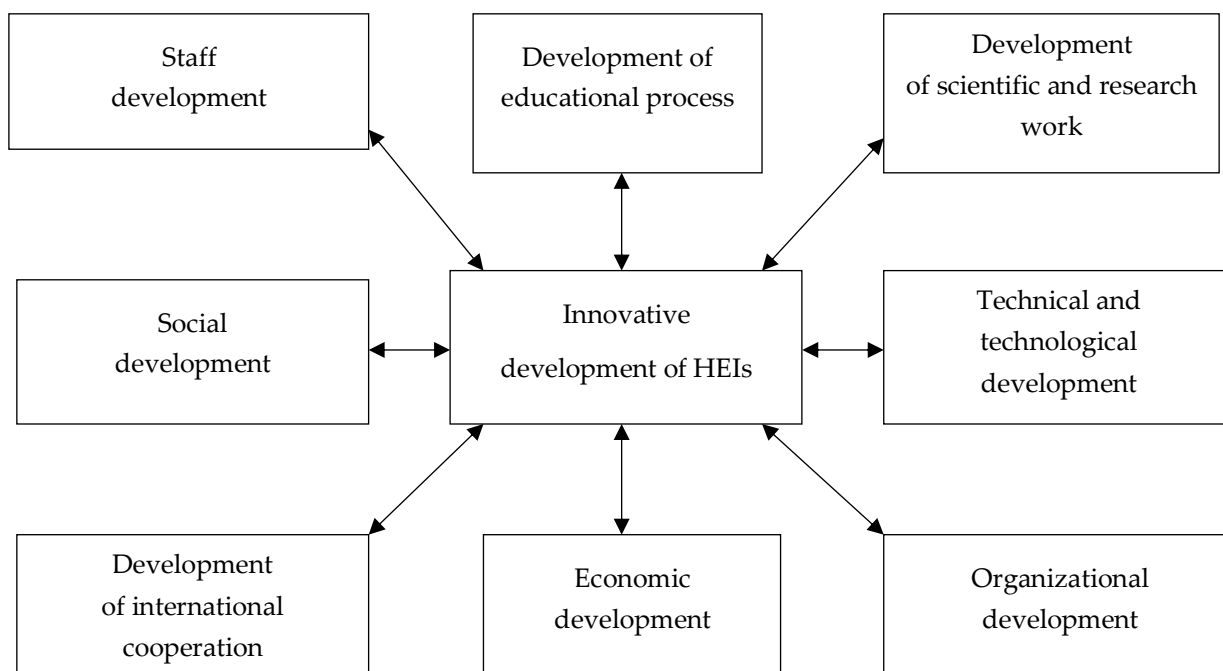 Staff
development
Development of
educational process
Development
of scientific and research
work
Social
development
Innovative
development of HEIs
Technical and
technological
development
Development
of international
cooperation
Economic
development
Organizational
development